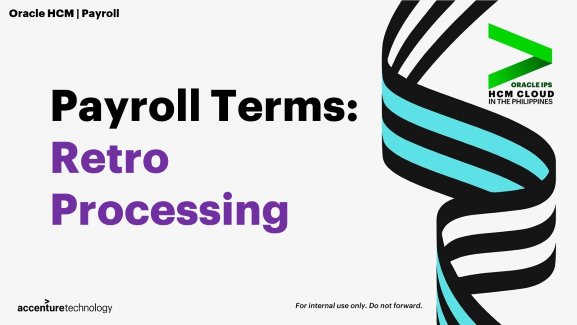 Oracle HCM | Payroll
ORACLE IPS
HCM CLOUD
IN THE PHILIPPINES
Payroll Terms:
Retro
Processing
accenturetechnology
For internal use only. Do not forward.